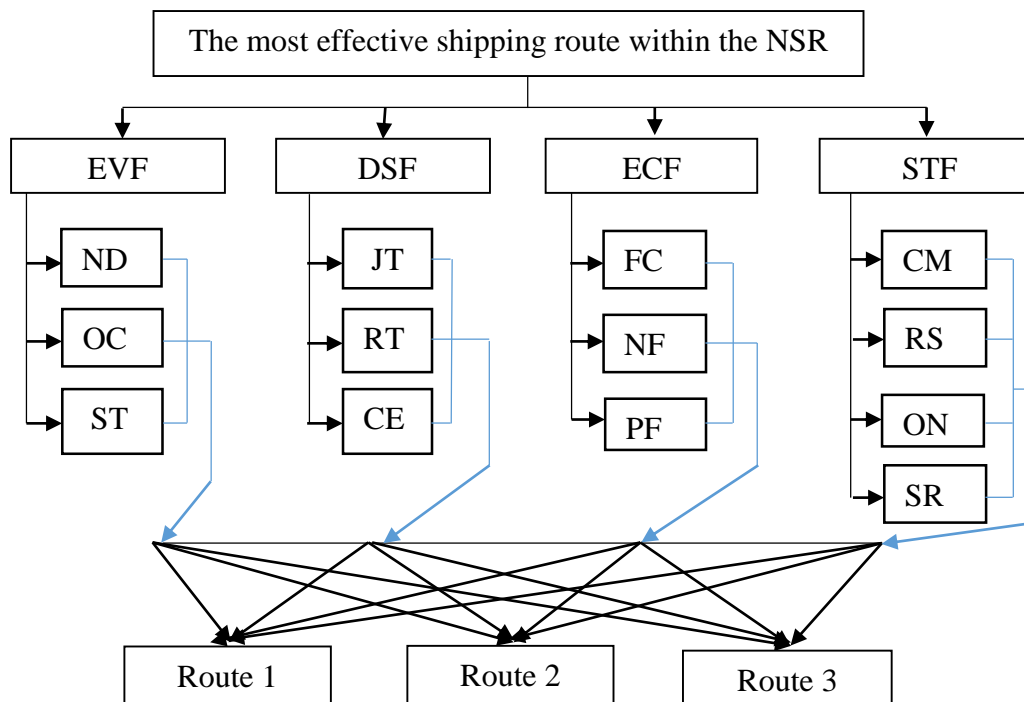 The most effective shipping route within the NSR
EVF
DSF
ECF
STF
ND
OC
ST
JT
RT
CE
FC
NF
PF
CM
RS
ON
SR
Route 1
Route 2
Route 3